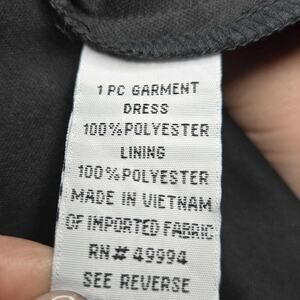 1 PC GARMENT
DRESS
100%POLYESTER
LINING
100%POLYESTER
MADE IN VIETNAM
OF IMPORTED FABRIC
RN# 49994
SEE REVERSE